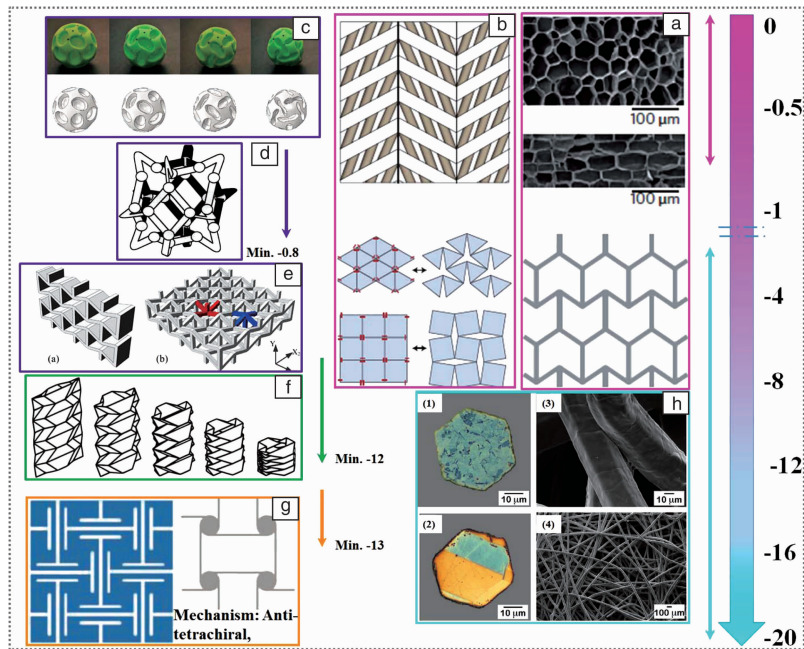 c
d
Min. -0.8
e
(a)
(b)
Y
X₂
f
Min. -12
g
Min. -13
Mechanism: Anti-
tetrachiral,
b
a
100 µm
100 µm
h
(1)
10 µm
(3)
10 µm
(2)
10 µm
(4)
100 µm
0
-0.5
-1
-4
-8
-12
-16
-20